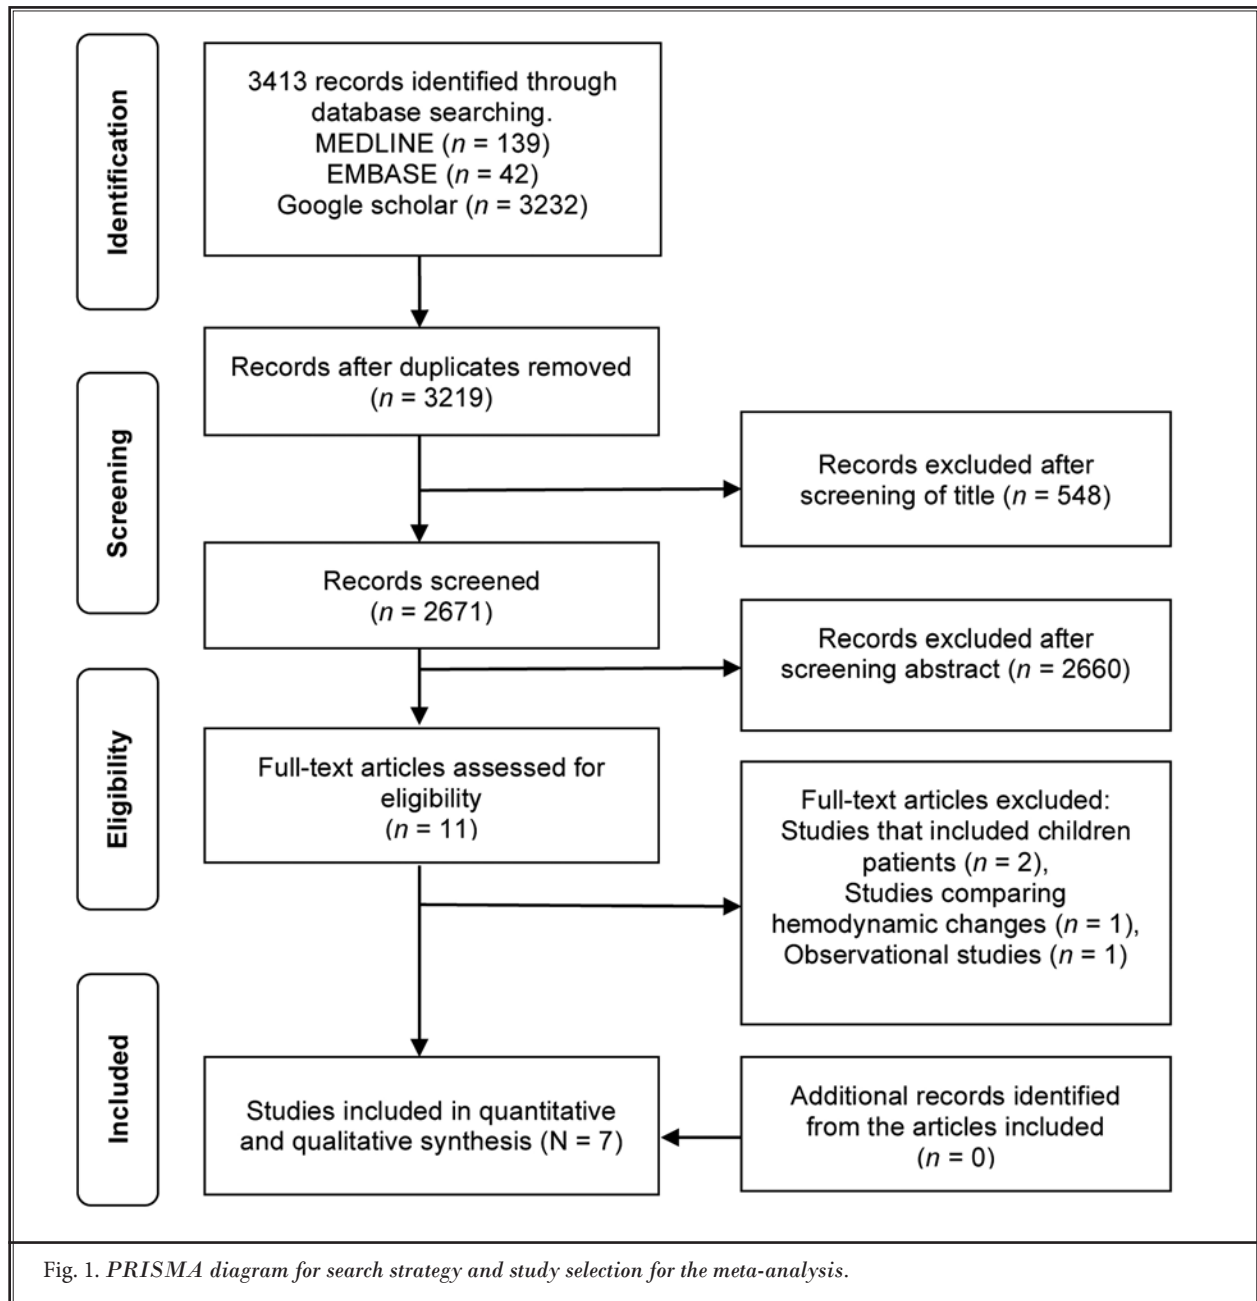 Identification
3413 records identified through
database searching.
MEDLINE (n = 139)
EMBASE (n = 42)
Google scholar (n = 3232)
Records after duplicates removed
(n = 3219)
Screening
Records excluded after
screening of title (n = 548)
Records screened
(n = 2671)
Records excluded after
screening abstract (n = 2660)
Eligibility
Full-text articles assessed for
eligibility
(n = 11)
Full-text articles excluded:
Studies that included children
patients (n = 2),
Studies comparing
hemodynamic changes (n = 1),
Observational studies (n = 1)
Included
Studies included in quantitative
and qualitative synthesis (N = 7)
Additional records identified
from the articles included
(n = 0)
Fig. 1. PRISMA diagram for search strategy and study selection for the meta-analysis.